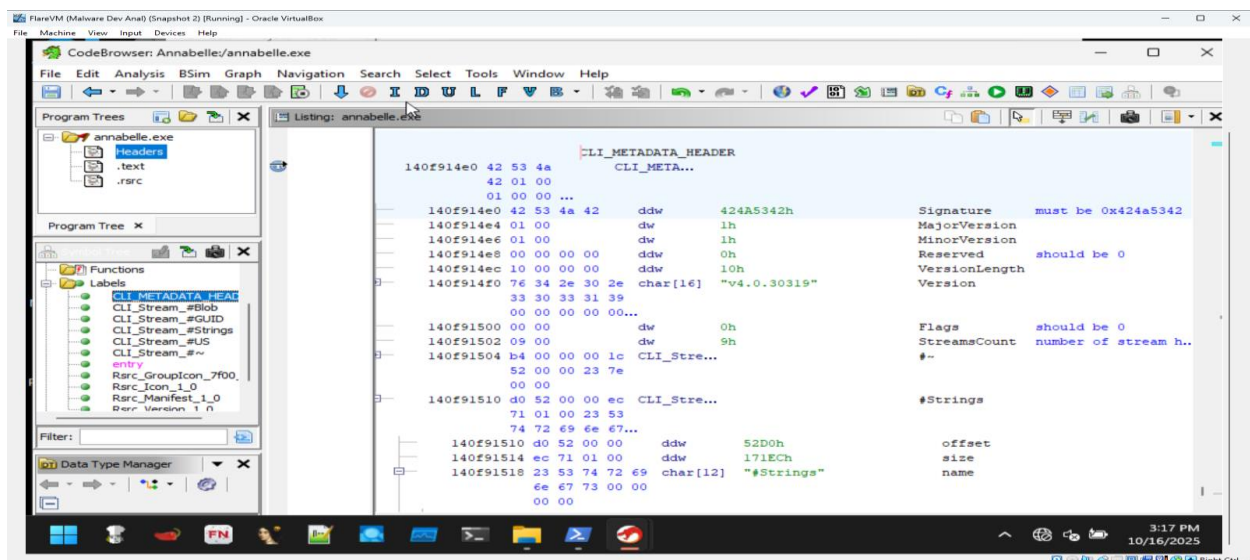 FlareVM (Malware Dev Anal) (Snapshot 2) [Running] - Oracle VirtualBox
File Machine View Input Devices Help
CodeBrowser: Annabelle:/annabelle.exe
File Edit Analysis BSim Graph Navigation Search Select Tools Window Help
I D U L F V B
Program Trees
annabelle.exe
Headers
.text
.rsrc
Program Tree
Functions
Labels
CLI_METADATA_HEAD
CLI_Stream_#Blob
CLI_Stream_#GUID
CLI_Stream_#Strings
CLI_Stream_#US
CLI_Stream_#~
entry
Rsrc_GroupIcon_7f00_
Rsrc_Icon_1_0
Rsrc_Manifest_1_0
Rsrc_Version_1_0
Filter:
Data Type Manager
Listing: annabelle.exe
CLI_METADATA_HEADER
140f914e0 42 53 4a CLI_META...
42 01 00
01 00 00 ...
140f914e0 42 53 4a 42 ddw 424A5342h Signature must be 0x424a5342
140f914e4 01 00 dw 1h MajorVersion
140f914e6 01 00 dw 1h MinorVersion
140f914e8 00 00 00 00 ddw 0h Reserved should be 0
140f914ec 10 00 00 00 ddw 10h VersionLength
140f914f0 76 34 2e 30 2e char[16] "v4.0.30319" Version
33 30 33 31 39
00 00 00 00 00...
140f91500 00 00 dw 0h Flags should be 0
140f91502 09 00 dw 9h StreamsCount number of stream h..
140f91504 b4 00 00 00 1c CLI_Stre... #~
52 00 00 23 7e
00 00
140f91510 d0 52 00 00 ec CLI_Stre... #Strings
71 01 00 23 53
74 72 69 6e 67...
140f91510 d0 52 00 00 ddw 52D0h offset
140f91514 ec 71 01 00 ddw 171ECh size
140f91518 23 53 74 72 69 char[12] "#Strings" name
6e 67 73 00 00
00 00
FN
3:17 PM
10/16/2025